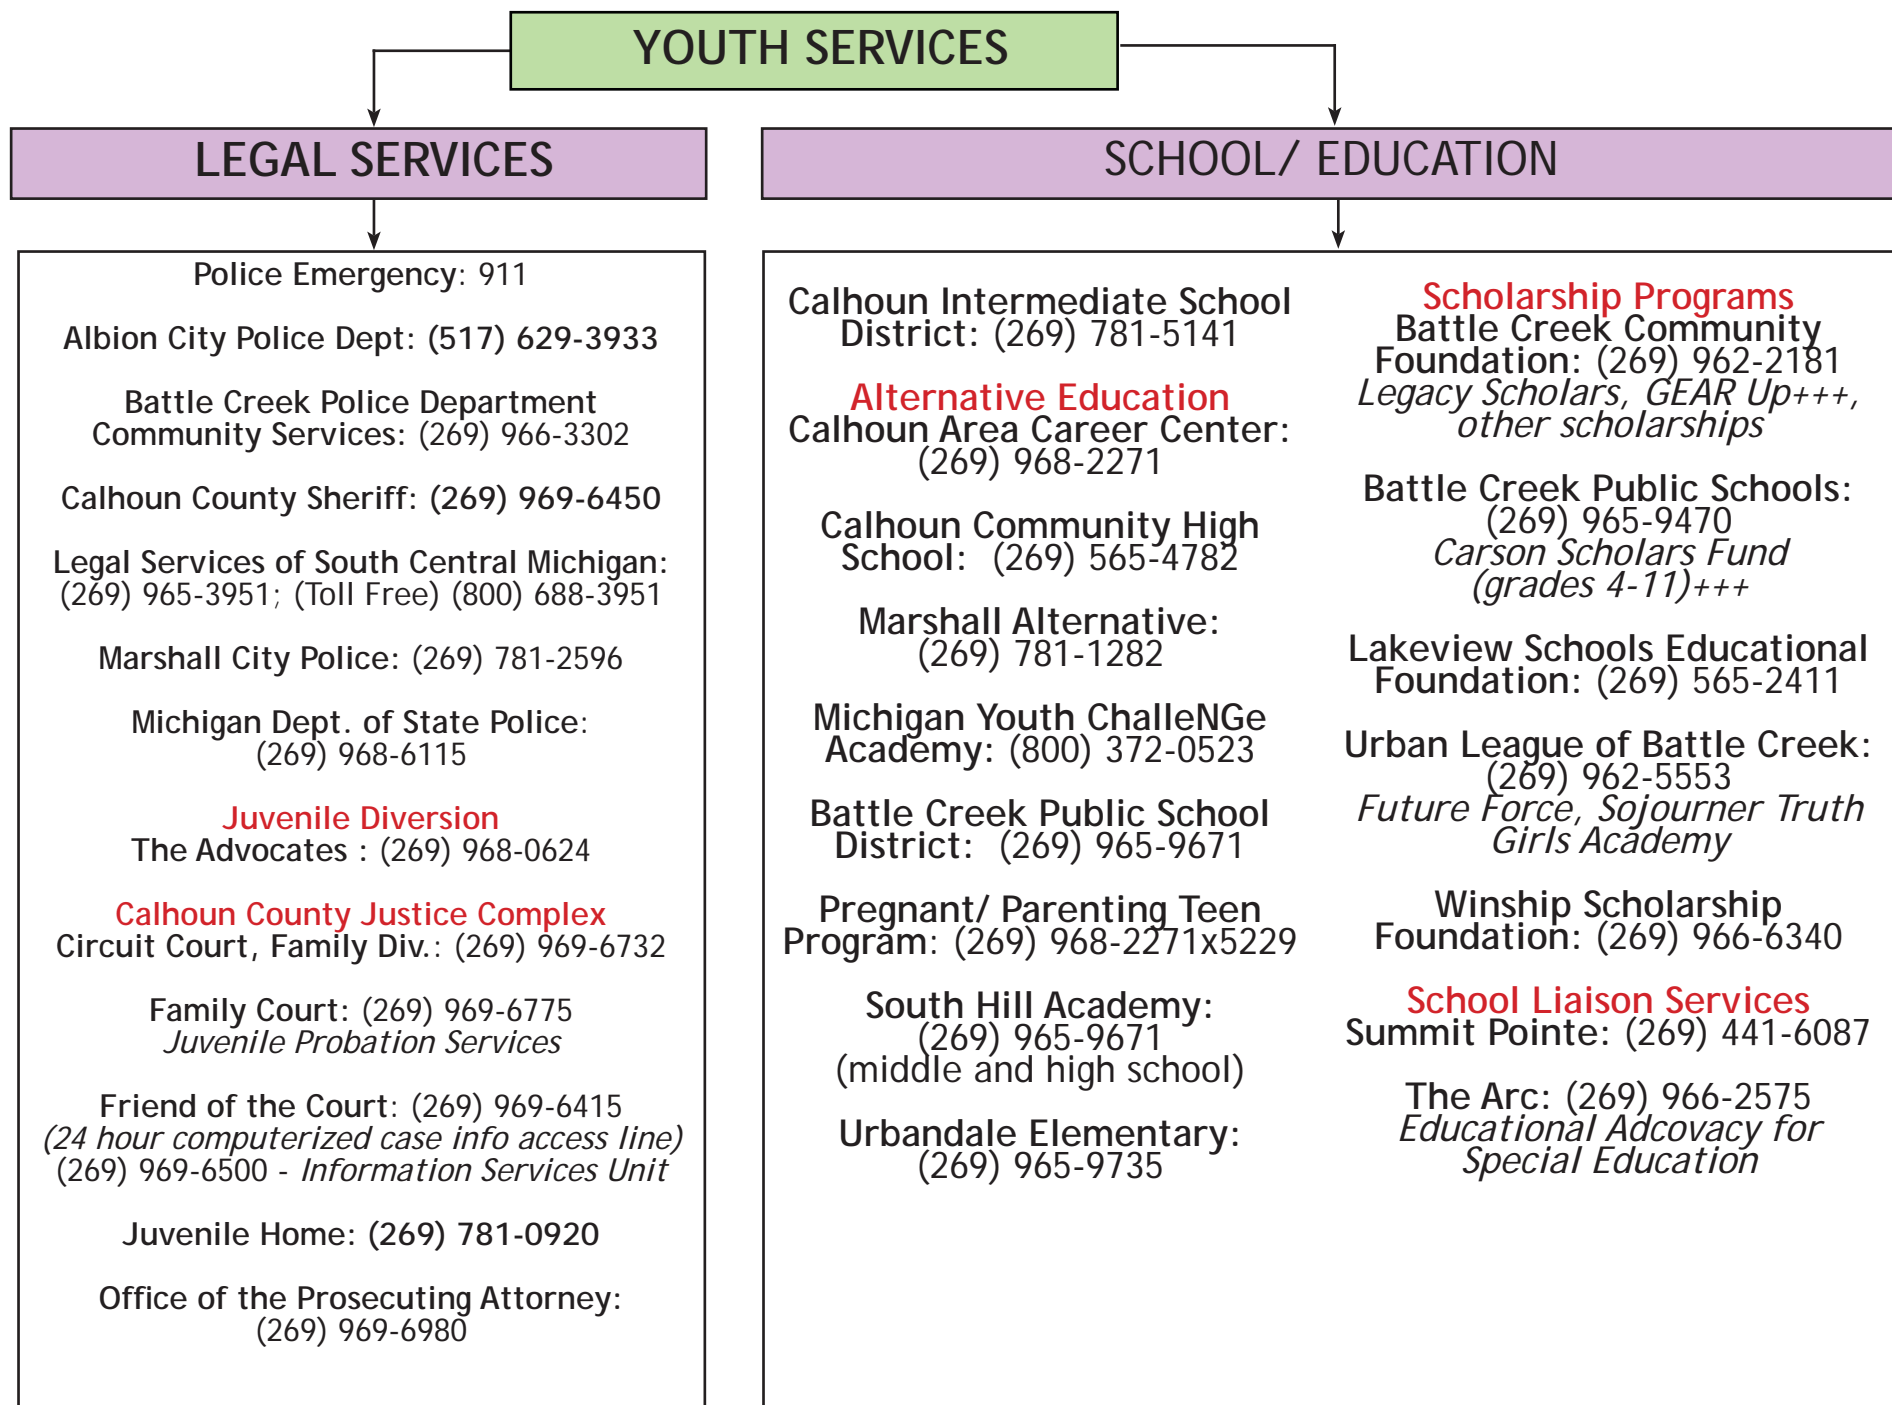 YOUTH SERVICES
LEGAL SERVICES
Police Emergency: 911
Albion City Police Dept: (517) 629-3933
Battle Creek Police Department
Community Services: (269) 966-3302
Calhoun County Sheriff: (269) 969-6450
Legal Services of South Central Michigan:
(269) 965-3951; (Toll Free) (800) 688-3951
Marshall City Police: (269) 781-2596
Michigan Dept. of State Police:
(269) 968-6115
Juvenile Diversion
The Advocates : (269) 968-0624
Calhoun County Justice Complex
Circuit Court, Family Div.: (269) 969-6732
Family Court: (269) 969-6775
Juvenile Probation Services
Friend of the Court: (269) 969-6415
(24 hour computerized case info access line)
(269) 969-6500 - Information Services Unit
Juvenile Home: (269) 781-0920
Office of the Prosecuting Attorney:
(269) 969-6980
SCHOOL/ EDUCATION
Calhoun Intermediate School
District: (269) 781-5141
Alternative Education
Calhoun Area Career Center:
(269) 968-2271
Calhoun Community High
School:  (269) 565-4782
Marshall Alternative:
(269) 781-1282
Michigan Youth ChalleNGe
Academy: (800) 372-0523
Battle Creek Public School
District:  (269) 965-9671
Pregnant/ Parenting Teen
Program: (269) 968-2271x5229
South Hill Academy:
(269) 965-9671
(middle and high school)
Urbandale Elementary:
(269) 965-9735
Scholarship Programs
Battle Creek Community
Foundation: (269) 962-2181
Legacy Scholars, GEAR Up+++,
other scholarships
Battle Creek Public Schools:
(269) 965-9470
Carson Scholars Fund
(grades 4-11)+++
Lakeview Schools Educational
Foundation: (269) 565-2411
Urban League of Battle Creek:
(269) 962-5553
Future Force, Sojourner Truth
Girls Academy
Winship Scholarship
Foundation: (269) 966-6340
School Liaison Services
Summit Pointe: (269) 441-6087
The Arc: (269) 966-2575
Educational Adcovacy for
Special Education